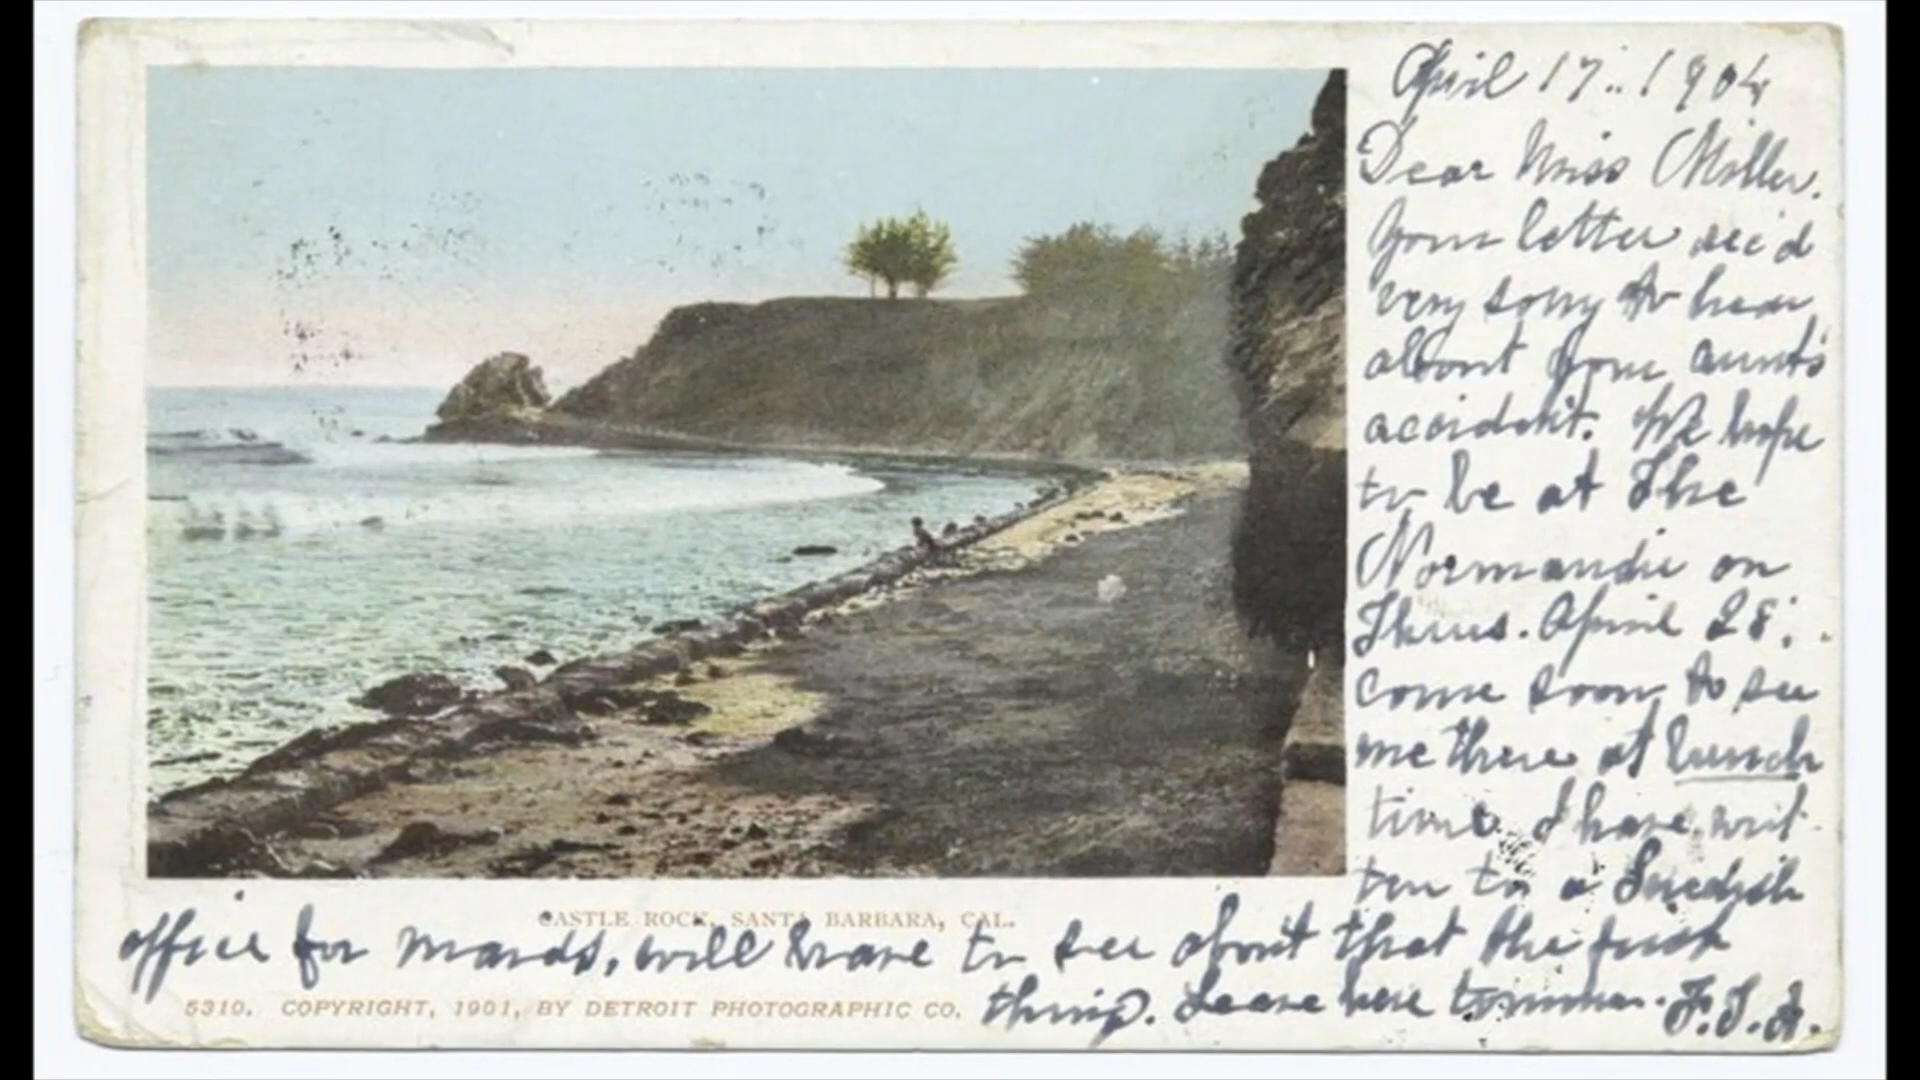 April 17.. 1904
Dear Miss Miller.
Your letter rec'd
very sorry to hear
about your aunt's
accident. We hope
to be at The
Normandie on
Thurs. April 28.
Come soon to see
me there at lunch
time. I have writ-
ten to a Swedish
CASTLE ROCK, SANTA BARBARA, CAL.
office for maids, will have to see about that the first
5310. COPYRIGHT, 1901, BY DETROIT PHOTOGRAPHIC CO.
thing. Leave here tomorrow.